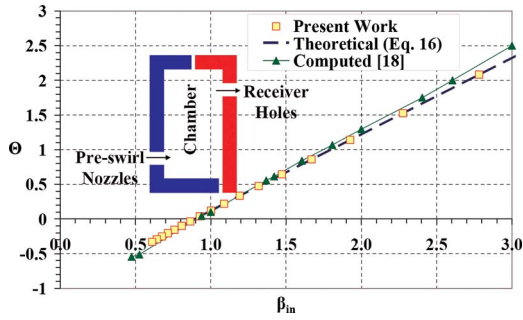 3
2.5
2
1.5
1
0.5
0
-0.5
-1
Θ
Present Work
Theoretical (Eq. 16)
Computed [18]
Chamber
Receiver
Holes
Pre-swirl
Nozzles
0.0 0.5 1.0 1.5 2.0 2.5 3.0
βin